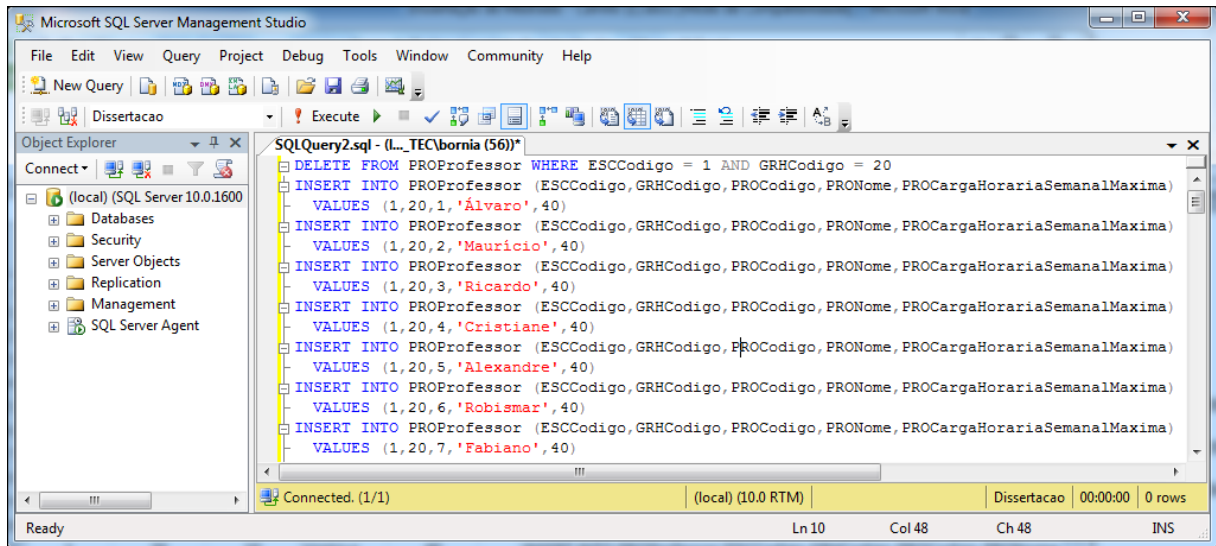 Microsoft SQL Server Management Studio
File Edit View Query Project Debug Tools Window Community Help
New Query
Dissertacao Execute
Object Explorer
SQLQuery2.sql - (l..._TEC\bornia (56))*
Connect
(local) (SQL Server 10.0.1600
Databases
Security
Server Objects
Replication
Management
SQL Server Agent
DELETE FROM PROProfessor WHERE ESCCodigo = 1 AND GRHCodigo = 20
INSERT INTO PROProfessor (ESCCodigo,GRHCodigo,PROCodigo,PRONome,PROCargaHorariaSemanalMaxima)
VALUES (1,20,1,'Álvaro',40)
INSERT INTO PROProfessor (ESCCodigo,GRHCodigo,PROCodigo,PRONome,PROCargaHorariaSemanalMaxima)
VALUES (1,20,2,'Maurício',40)
INSERT INTO PROProfessor (ESCCodigo,GRHCodigo,PROCodigo,PRONome,PROCargaHorariaSemanalMaxima)
VALUES (1,20,3,'Ricardo',40)
INSERT INTO PROProfessor (ESCCodigo,GRHCodigo,PROCodigo,PRONome,PROCargaHorariaSemanalMaxima)
VALUES (1,20,4,'Cristiane',40)
INSERT INTO PROProfessor (ESCCodigo,GRHCodigo,PROCodigo,PRONome,PROCargaHorariaSemanalMaxima)
VALUES (1,20,5,'Alexandre',40)
INSERT INTO PROProfessor (ESCCodigo,GRHCodigo,PROCodigo,PRONome,PROCargaHorariaSemanalMaxima)
VALUES (1,20,6,'Robismar',40)
INSERT INTO PROProfessor (ESCCodigo,GRHCodigo,PROCodigo,PRONome,PROCargaHorariaSemanalMaxima)
VALUES (1,20,7,'Fabiano',40)
Connected. (1/1) (local) (10.0 RTM) Dissertacao 00:00:00 0 rows
Ready Ln 10 Col 48 Ch 48 INS